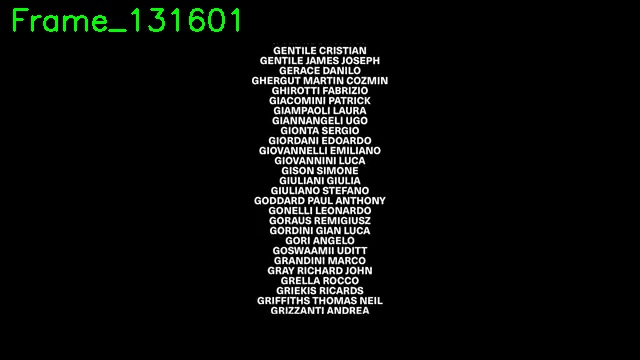 Frame_131601
GENTILE CRISTIAN
GENTILE JAMES JOSEPH
GERACE DANILO
GHERGUT MARTIN COZMIN
GHIROTTI FABRIZIO
GIACOMINI PATRICK
GIAMPAOLI LAURA
GIANNANGELI UGO
GIONTA SERGIO
GIORDANI EDOARDO
GIOVANNELLI EMILIANO
GIOVANNINI LUCA
GISON SIMONE
GIULIANI GIULIA
GIULIANO STEFANO
GODDARD PAUL ANTHONY
GONELLI LEONARDO
GORAUS REMIGIUSZ
GORDINI GIAN LUCA
GORI ANGELO
GOSWAAMII UDITT
GRANDINI MARCO
GRAY RICHARD JOHN
GRELLA ROCCO
GRIEKIS RICARDS
GRIFFITHS THOMAS NEIL
GRIZZANTI ANDREA